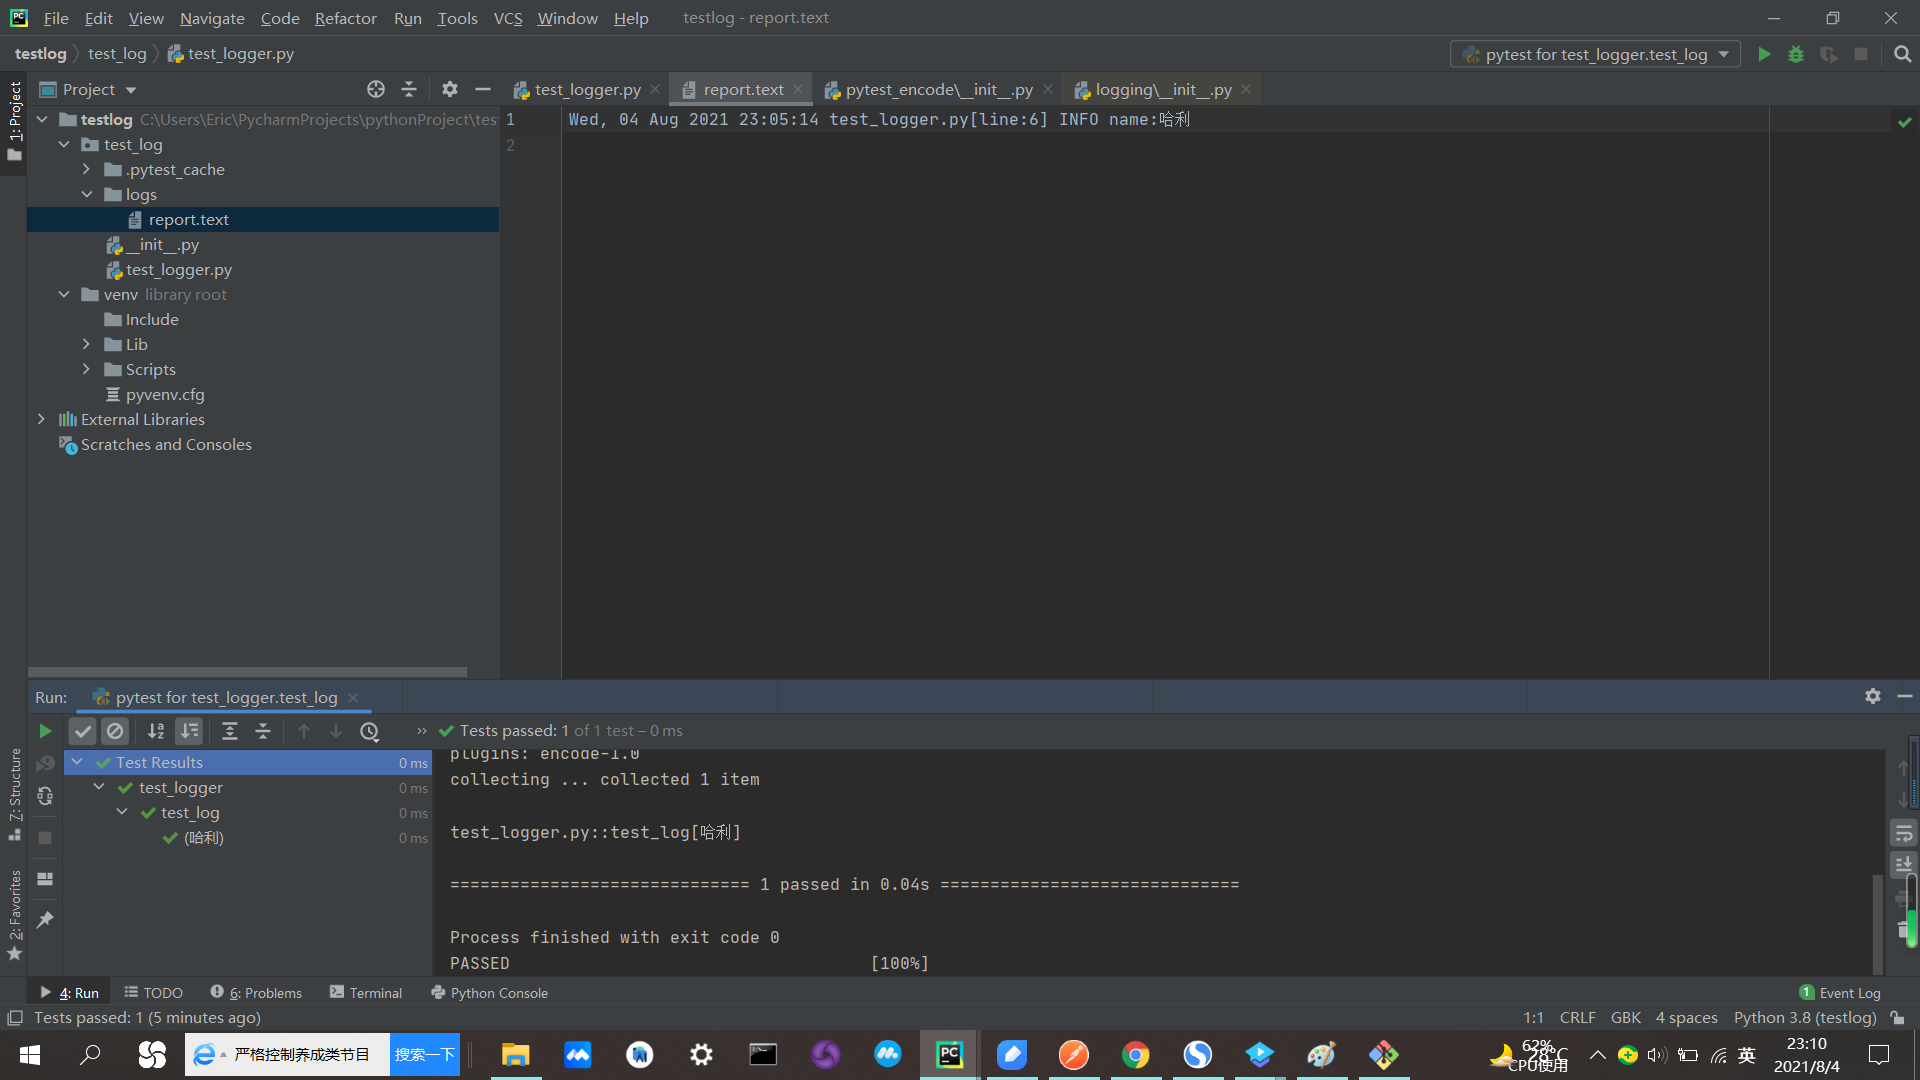 File Edit View Navigate Code Refactor Run Tools VCS Window Help testlog - report.text
testlog test_log test_logger.py pytest for test_logger.test_log
1: Project
Project
test_logger.py report.text pytest_encode\__init__.py logging\__init__.py
testlog C:\Users\Eric\PycharmProjects\pythonProject\tes
test_log
.pytest_cache
logs
report.text
__init__.py
test_logger.py
venv library root
Include
Lib
Scripts
pyvenv.cfg
External Libraries
Scratches and Consoles
1 Wed, 04 Aug 2021 23:05:14 test_logger.py[line:6] INFO name:哈利
2
Run: pytest for test_logger.test_log
Tests passed: 1 of 1 test – 0 ms
Test Results 0 ms
test_logger 0 ms
test_log 0 ms
(哈利) 0 ms
plugins: encode-1.0
collecting ... collected 1 item
test_logger.py::test_log[哈利]
============================== 1 passed in 0.04s ==============================
Process finished with exit code 0
PASSED [100%]
7: Structure
2: Favorites
4: Run TODO 6: Problems Terminal Python Console 1 Event Log
Tests passed: 1 (5 minutes ago) 1:1 CRLF GBK 4 spaces Python 3.8 (testlog)
严格控制养成类节目 搜索一下
PC
62%
28°C
CPU使用
英
23:10
2021/8/4